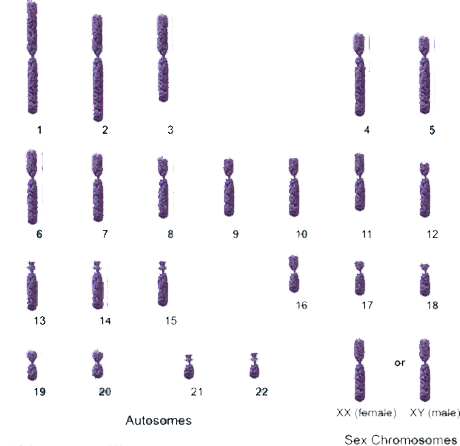 1 2 3 4 5
6 7 8 9 10 11 12
13 14 15 16 17 18
19 20 21 22
or
XX (female) XY (male)
Autosomes
Sex Chromosomes